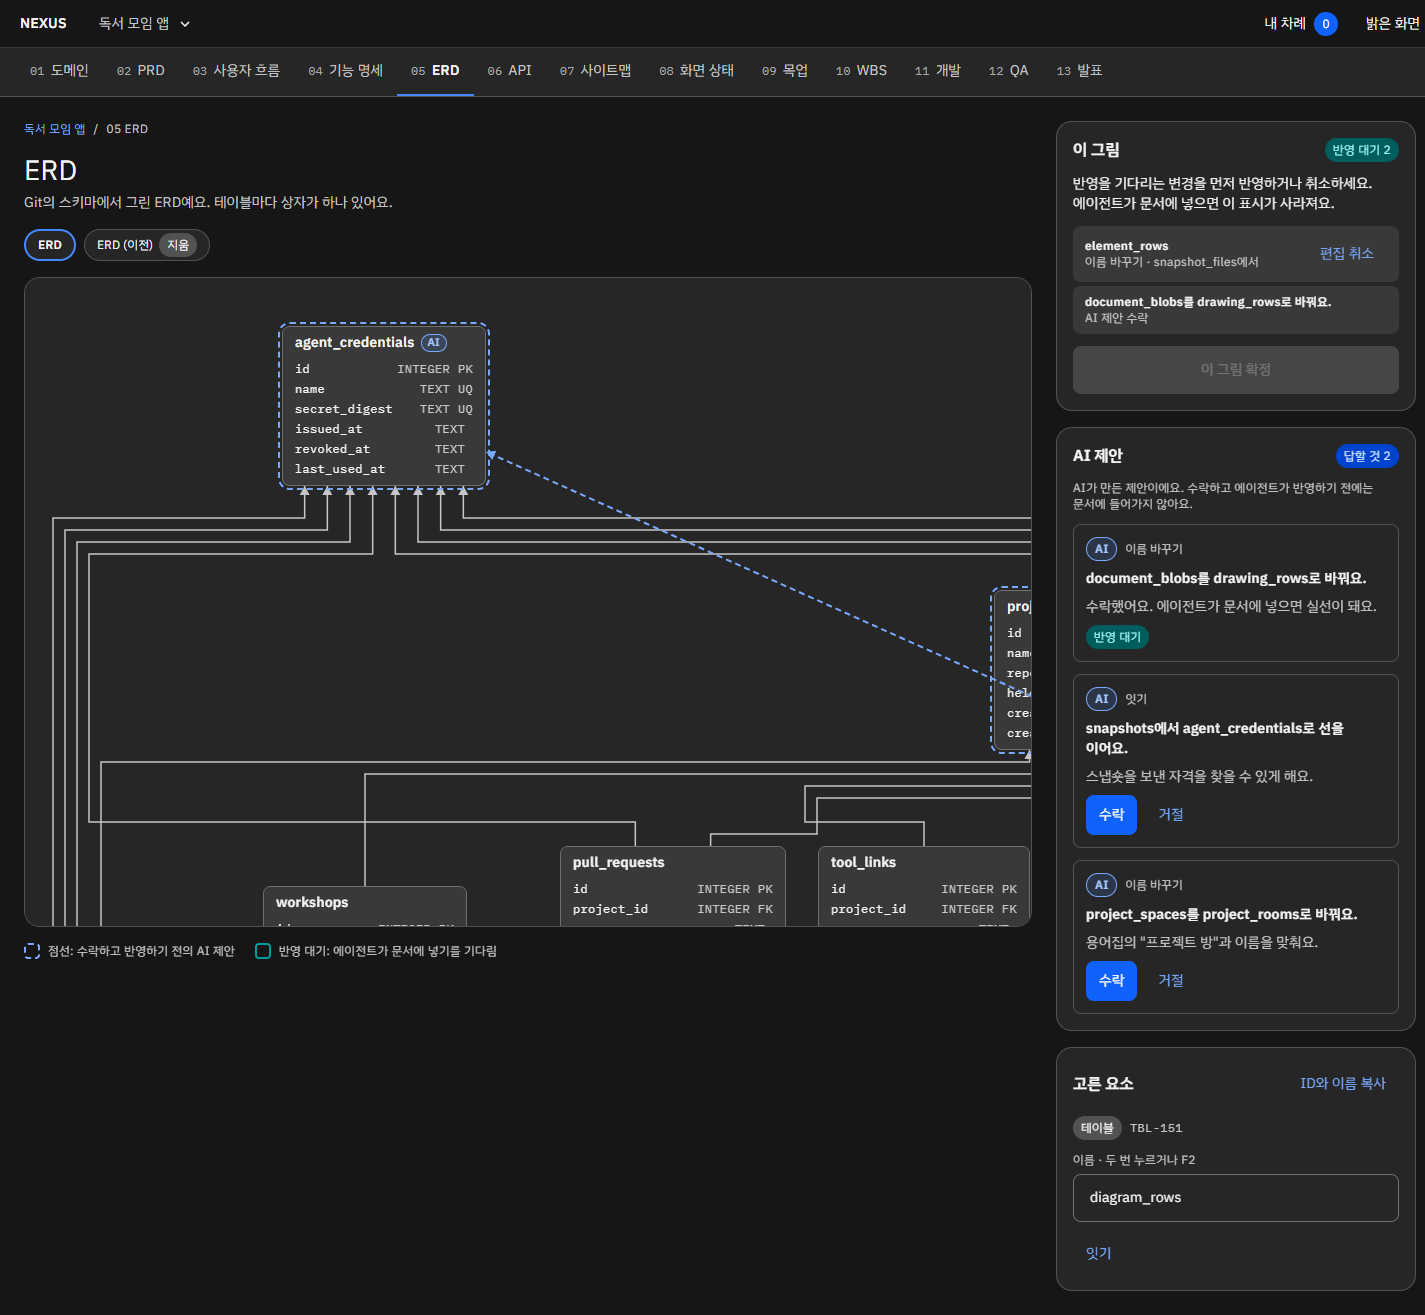 NEXUS
독서 모임 앱
내 차례 0
밝은 화면
01 도메인
02 PRD
03 사용자 흐름
04 기능 명세
05 ERD
06 API
07 사이트맵
08 화면 상태
09 목업
10 WBS
11 개발
12 QA
13 발표
독서 모임 앱 / 05 ERD
ERD
Git의 스키마에서 그린 ERD예요. 테이블마다 상자가 하나 있어요.
ERD
ERD (이전) 지움
agent_credentials AI
id INTEGER PK
name TEXT UQ
secret_digest TEXT UQ
issued_at TEXT
revoked_at TEXT
last_used_at TEXT
id
workshops
pull_requests
id INTEGER PK
project_id INTEGER FK
tool_links
id INTEGER PK
project_id INTEGER FK
점선: 수락하고 반영하기 전의 AI 제안
반영 대기: 에이전트가 문서에 넣기를 기다림
이 그림
반영 대기 2
반영을 기다리는 변경을 먼저 반영하거나 취소하세요.
에이전트가 문서에 넣으면 이 표시가 사라져요.
element_rows
이름 바꾸기 · snapshot_files에서
편집 취소
document_blobs를 drawing_rows로 바꿔요.
AI 제안 수락
이 그림 확정
AI 제안
답할 것 2
AI가 만든 제안이에요. 수락하고 에이전트가 반영하기 전에는
문서에 들어가지 않아요.
AI 이름 바꾸기
document_blobs를 drawing_rows로 바꿔요.
수락했어요. 에이전트가 문서에 넣으면 실선이 돼요.
반영 대기
AI 잇기
snapshots에서 agent_credentials로 선을
이어요.
스냅숏을 보낸 자격을 찾을 수 있게 해요.
수락
거절
AI 이름 바꾸기
project_spaces를 project_rooms로 바꿔요.
용어집의 "프로젝트 방"과 이름을 맞춰요.
수락
거절
고른 요소
ID와 이름 복사
테이블 TBL-151
이름 · 두 번 누르거나 F2
diagram_rows
잇기